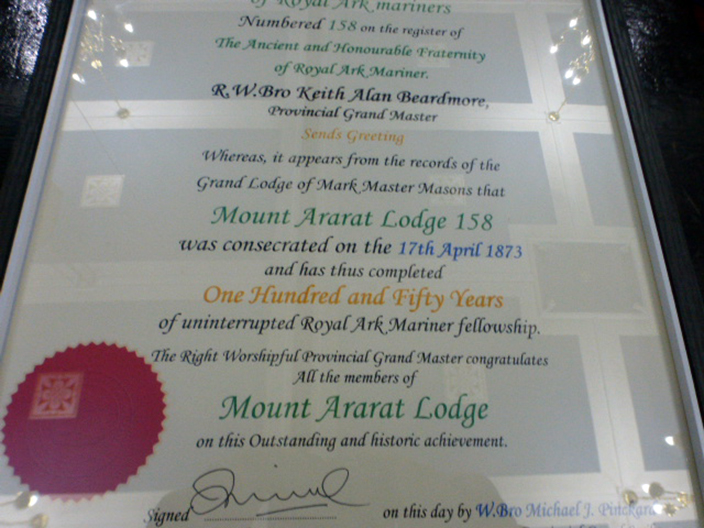 of Royal Ark mariners
Numbered 158 on the register of
The Ancient and Honourable Fraternity
of Royal Ark Mariner.
R.W.Bro Keith Alan Beardmore,
Provincial Grand Master
Sends Greeting
Whereas, it appears from the records of the
Grand Lodge of Mark Master Masons that
Mount Ararat Lodge 158
was consecrated on the 17th April 1873
and has thus completed
One Hundred and Fifty Years
of uninterrupted Royal Ark Mariner fellowship.
The Right Worshipful Provincial Grand Master congratulates
All the members of
Mount Ararat Lodge
on this Outstanding and historic achievement.
Signed on this day by W.Bro Michael J.